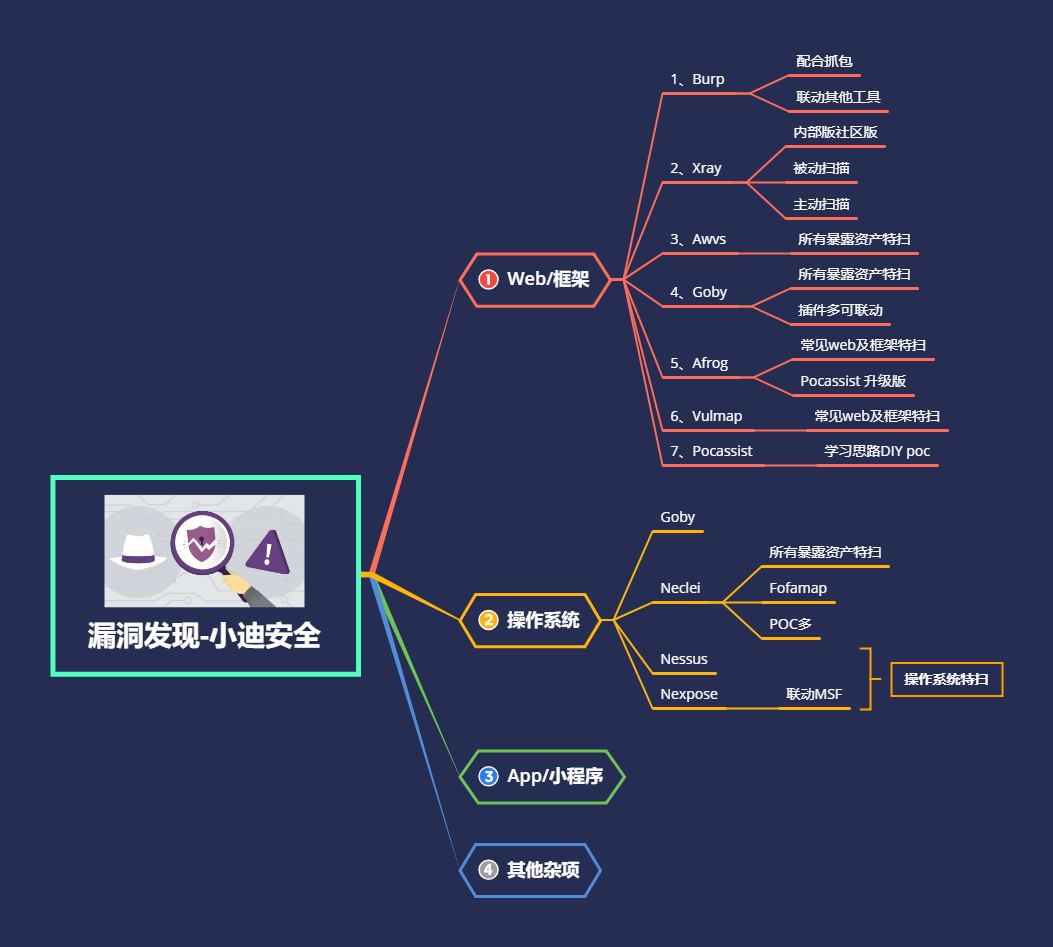 漏洞发现-小迪安全
1 Web/框架
1、Burp
配合抓包
联动其他工具
2、Xray
内部版社区版
被动扫描
主动扫描
3、Awvs
所有暴露资产特扫
4、Goby
所有暴露资产特扫
插件多可联动
5、Afrog
常见web及框架特扫
Pocassist 升级版
6、Vulmap
常见web及框架特扫
7、Pocassist
学习思路DIY poc
2 操作系统
Goby
Neclei
所有暴露资产特扫
Fofamap
POC多
Nessus
Nexpose
联动MSF
操作系统特扫
3 App/小程序
4 其他杂项